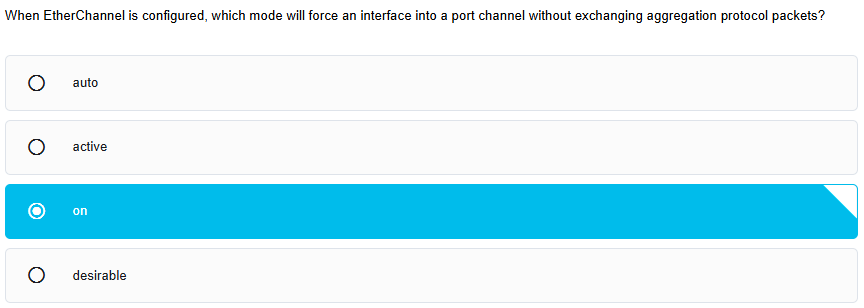 When EtherChannel is configured, which mode will force an interface into a port channel without exchanging aggregation protocol packets?
auto
active
on
desirable